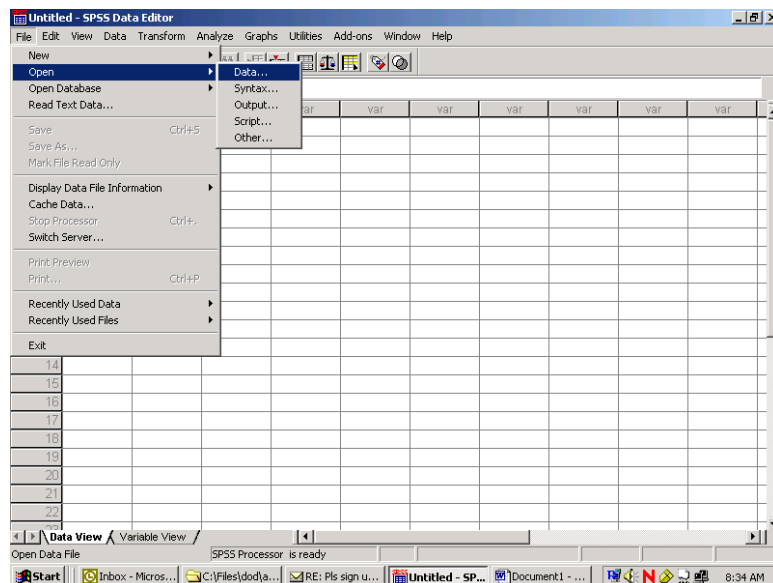 Untitled - SPSS Data Editor
File Edit View Data Transform Analyze Graphs Utilities Add-ons Window Help
New
Open
Open Database
Read Text Data...
Save Ctrl+S
Save As...
Mark File Read Only
Display Data File Information
Cache Data...
Stop Processor Ctrl+.
Switch Server...
Print Preview
Print... Ctrl+P
Recently Used Data
Recently Used Files
Exit
Data...
Syntax...
Output...
Script...
Other...
var var var var var var
14
15
16
17
18
19
20
21
22
Data View Variable View
Open Data File SPSS Processor is ready
Start Inbox - Micros... C:\Files\dod\a... RE: Pls sign u... Untitled - SP... Document1 - ... N 8:34 AM